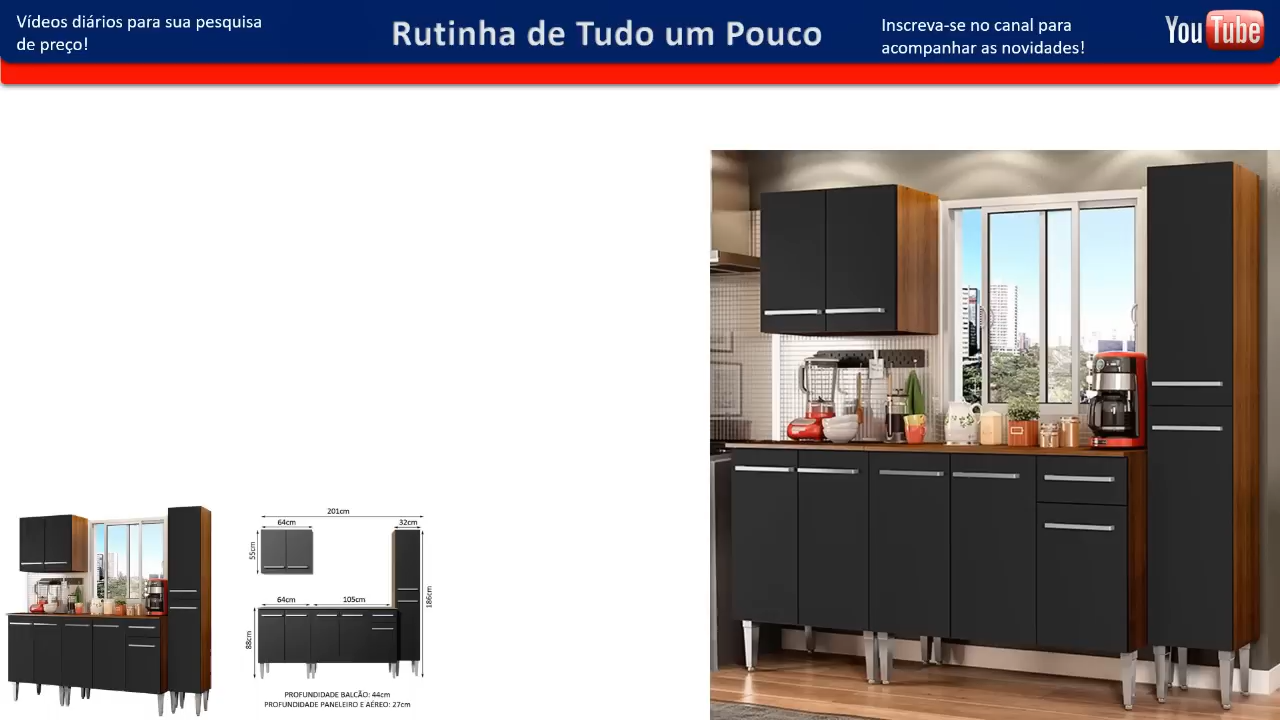 Vídeos diários para sua pesquisa
de preço!
Rutinha de Tudo um Pouco
Inscreva-se no canal para
acompanhar as novidades!
YouTube
201cm
64cm
32cm
55cm
64cm
105cm
186cm
88cm
PROFUNDIDADE BALCÃO: 44cm
PROFUNDIDADE PANELEIRO E AÉREO: 27cm